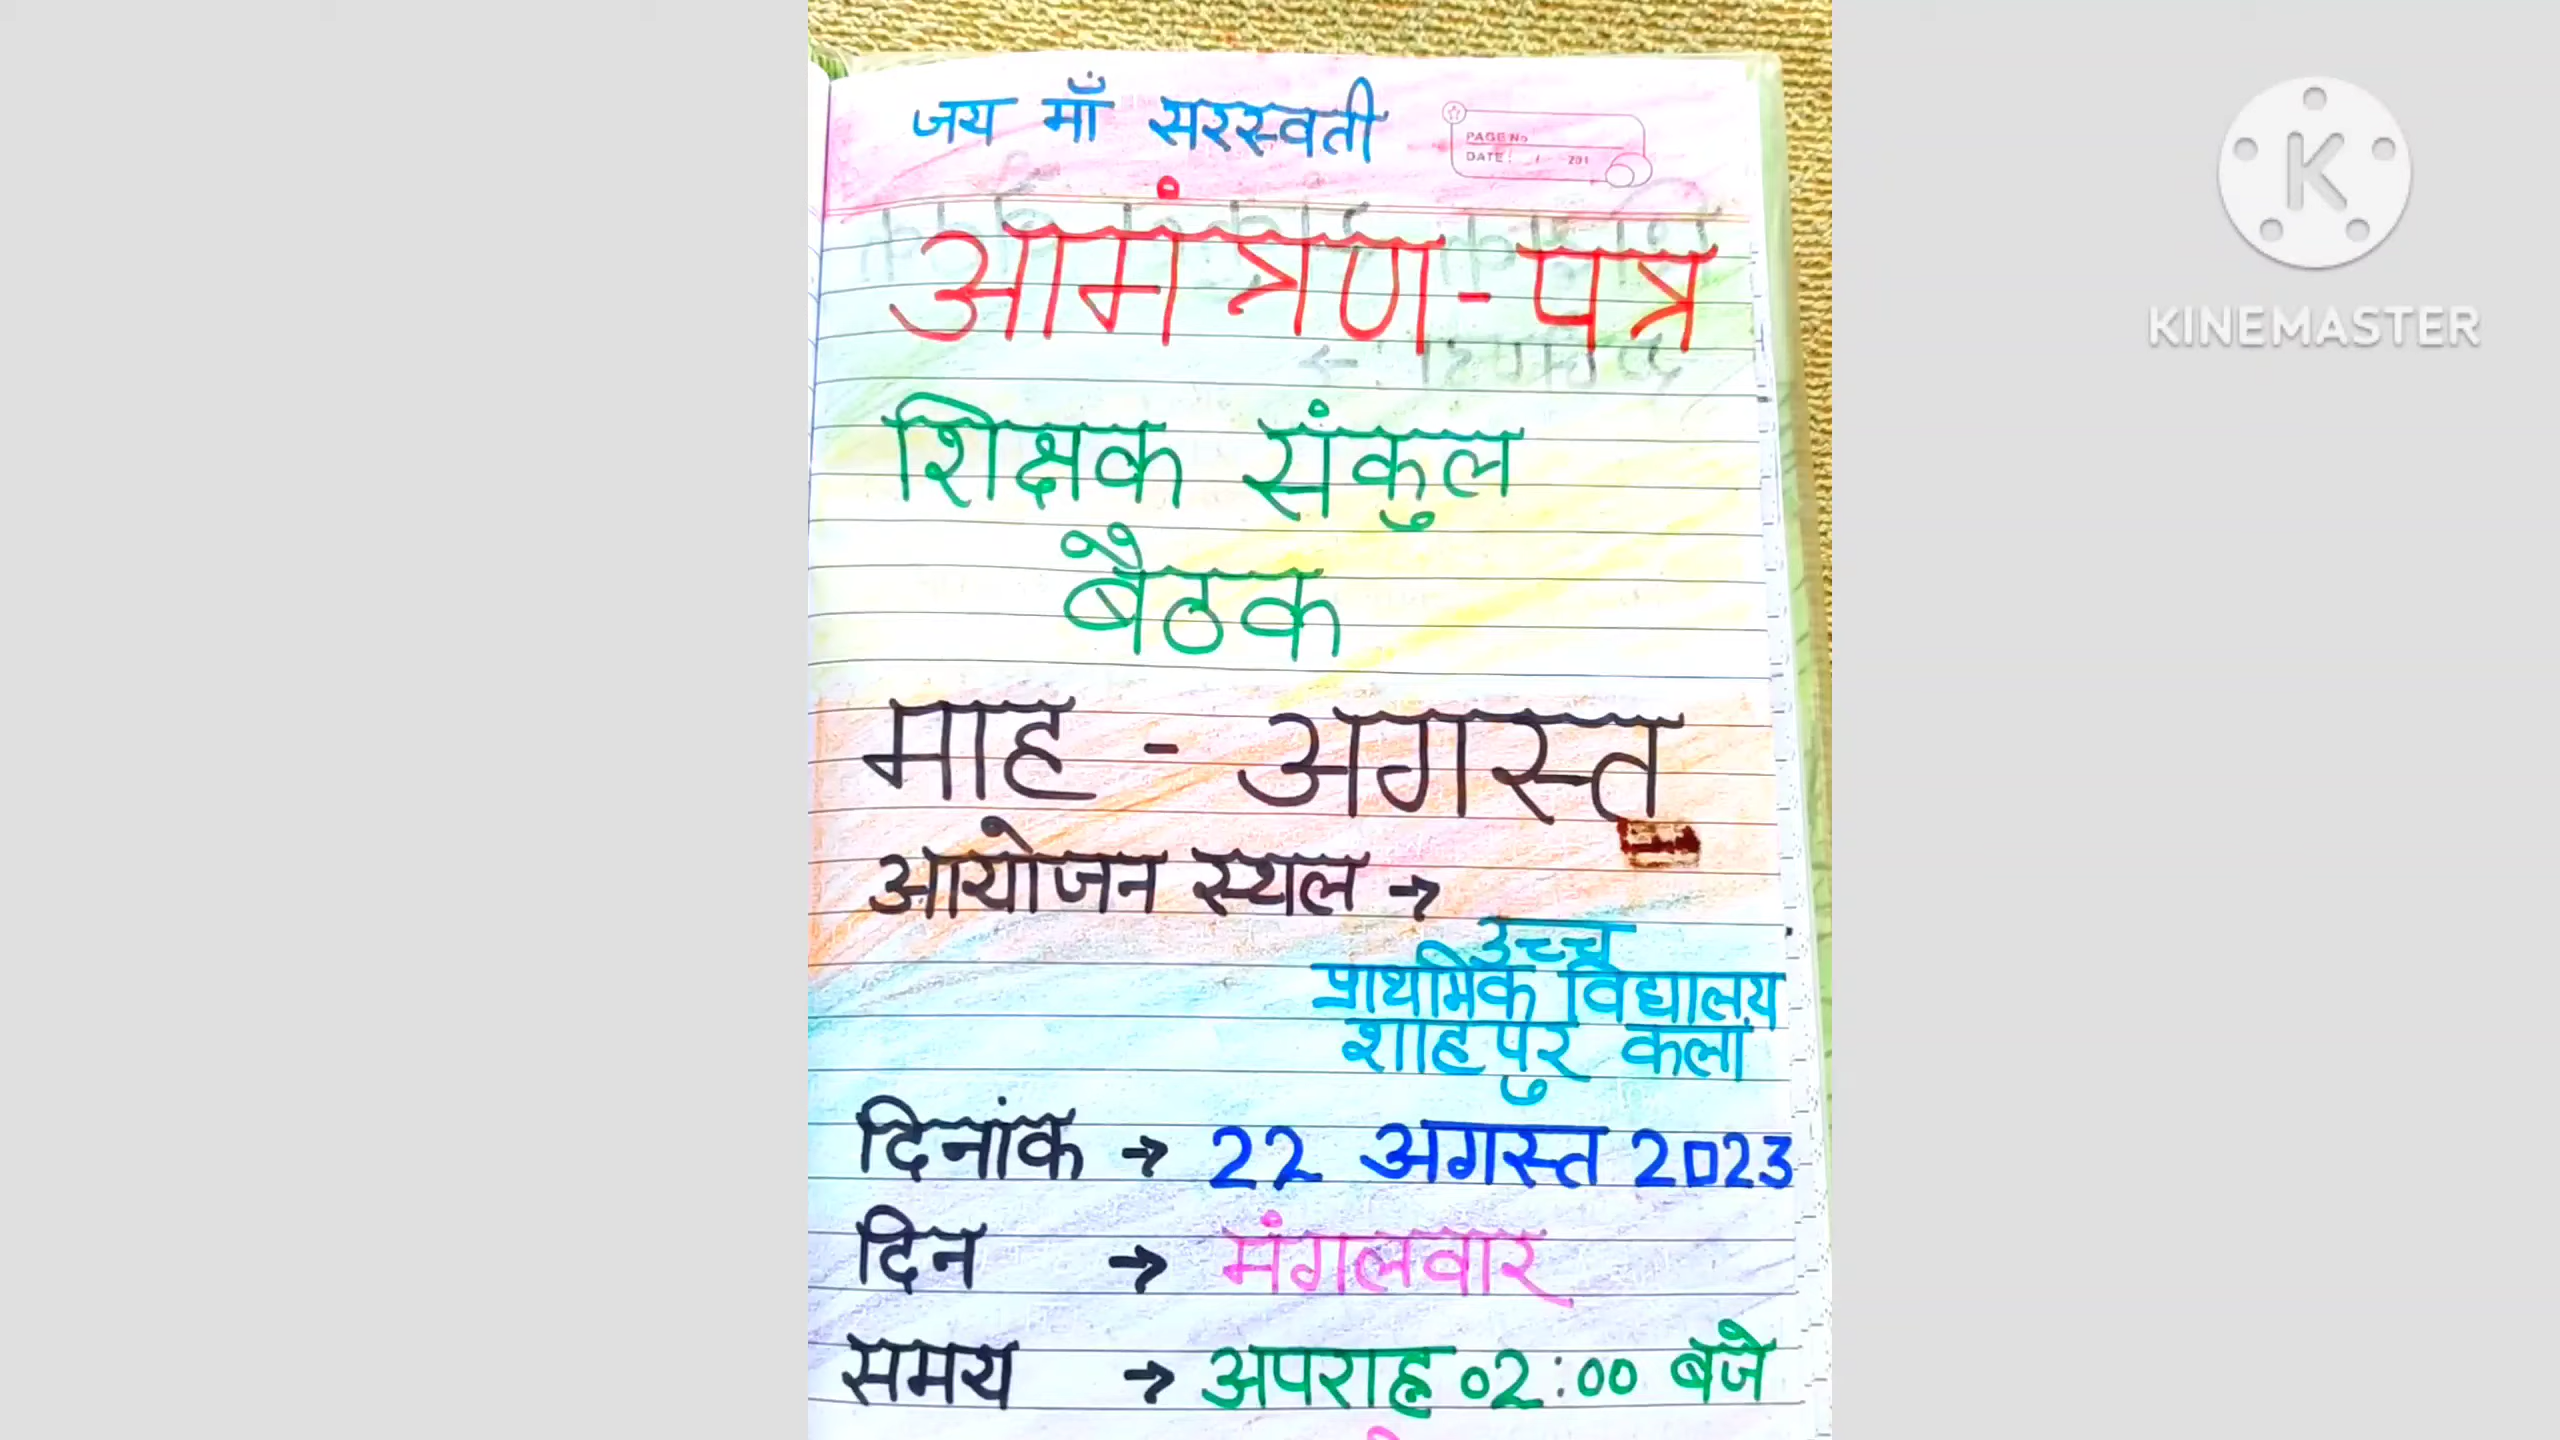 जय माँ सरस्वती
PAGE No
DATE: / 201
आमंत्रण-पत्र
शिक्षक संकुल
बैठक
माह - अगस्त
आयोजन स्थल →
उच्च
प्राथमिक विद्यालय
शाहपुर कलां
दिनांक → 22 अगस्त 2023
दिन → मंगलवार
समय → अपराह्न 02:00 बजे
KINEMASTER